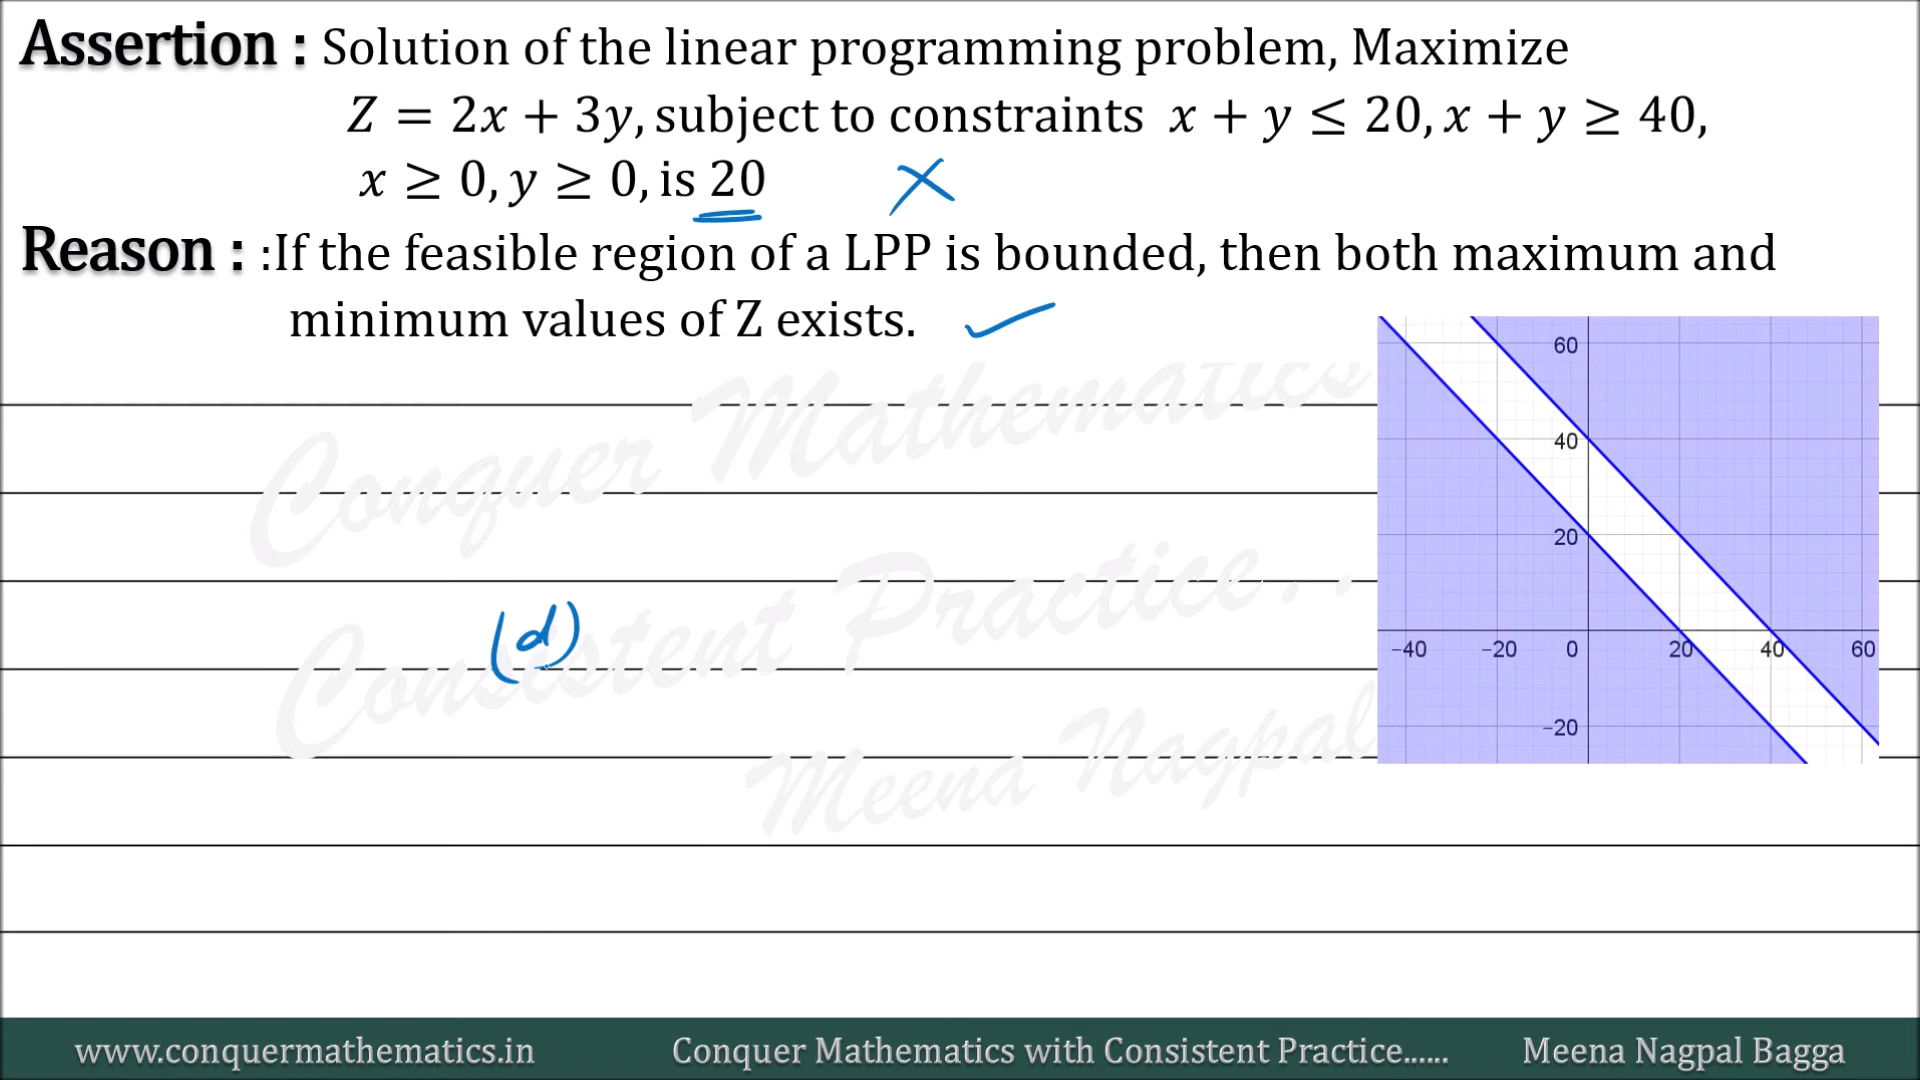 Assertion : Solution of the linear programming problem, Maximize
Z = 2x + 3y, subject to constraints x + y ≤ 20, x + y ≥ 40,
x ≥ 0, y ≥ 0, is 20
Reason : :If the feasible region of a LPP is bounded, then both maximum and
minimum values of Z exists.
60
40
20
−40 −20 0 20 40 60
−20
Conquer Mathematics
Consistent Practice..
Meena Nagpal
(d)
www.conquermathematics.in Conquer Mathematics with Consistent Practice...... Meena Nagpal Bagga